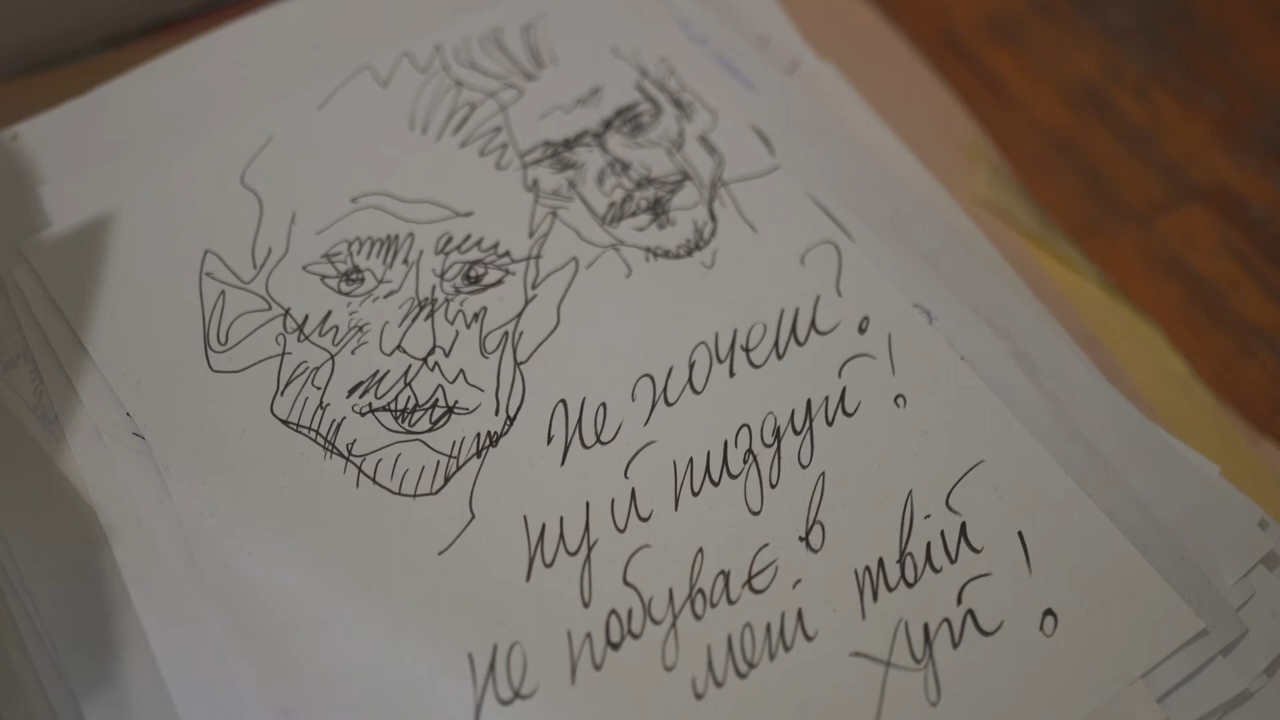 Не хочеш?
ну й пиздуй!
не побуває в
мені твій
хуй!